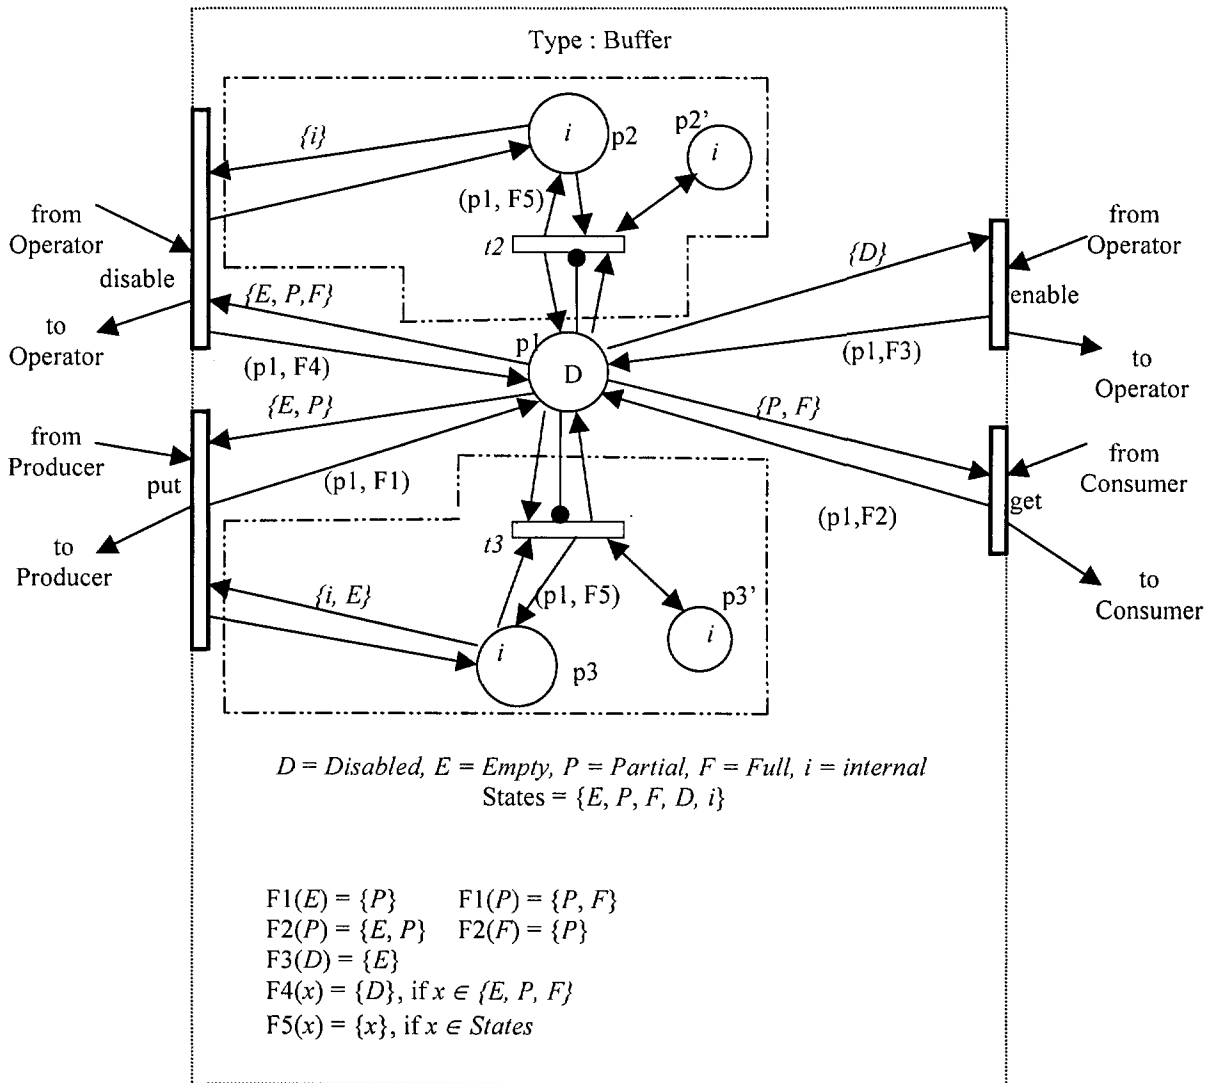 Type : Buffer
{i}
i
p2
p2’
i
(p1, F5)
t2
from
Operator
disable
to
Operator
{E, P,F}
(p1, F4)
p1
D
{D}
from
Operator
enable
(p1,F3)
to
Operator
{E, P}
{P, F}
from
Producer
put
(p1, F1)
to
Producer
from
Consumer
get
(p1,F2)
to
Consumer
t3
{i, E}
(p1, F5)
i
p3
p3’
i
D = Disabled, E = Empty, P = Partial, F = Full, i = internal
States = {E, P, F, D, i}
F1(E) = {P} F1(P) = {P, F}
F2(P) = {E, P} F2(F) = {P}
F3(D) = {E}
F4(x) = {D}, if x ∈ {E, P, F}
F5(x) = {x}, if x ∈ States